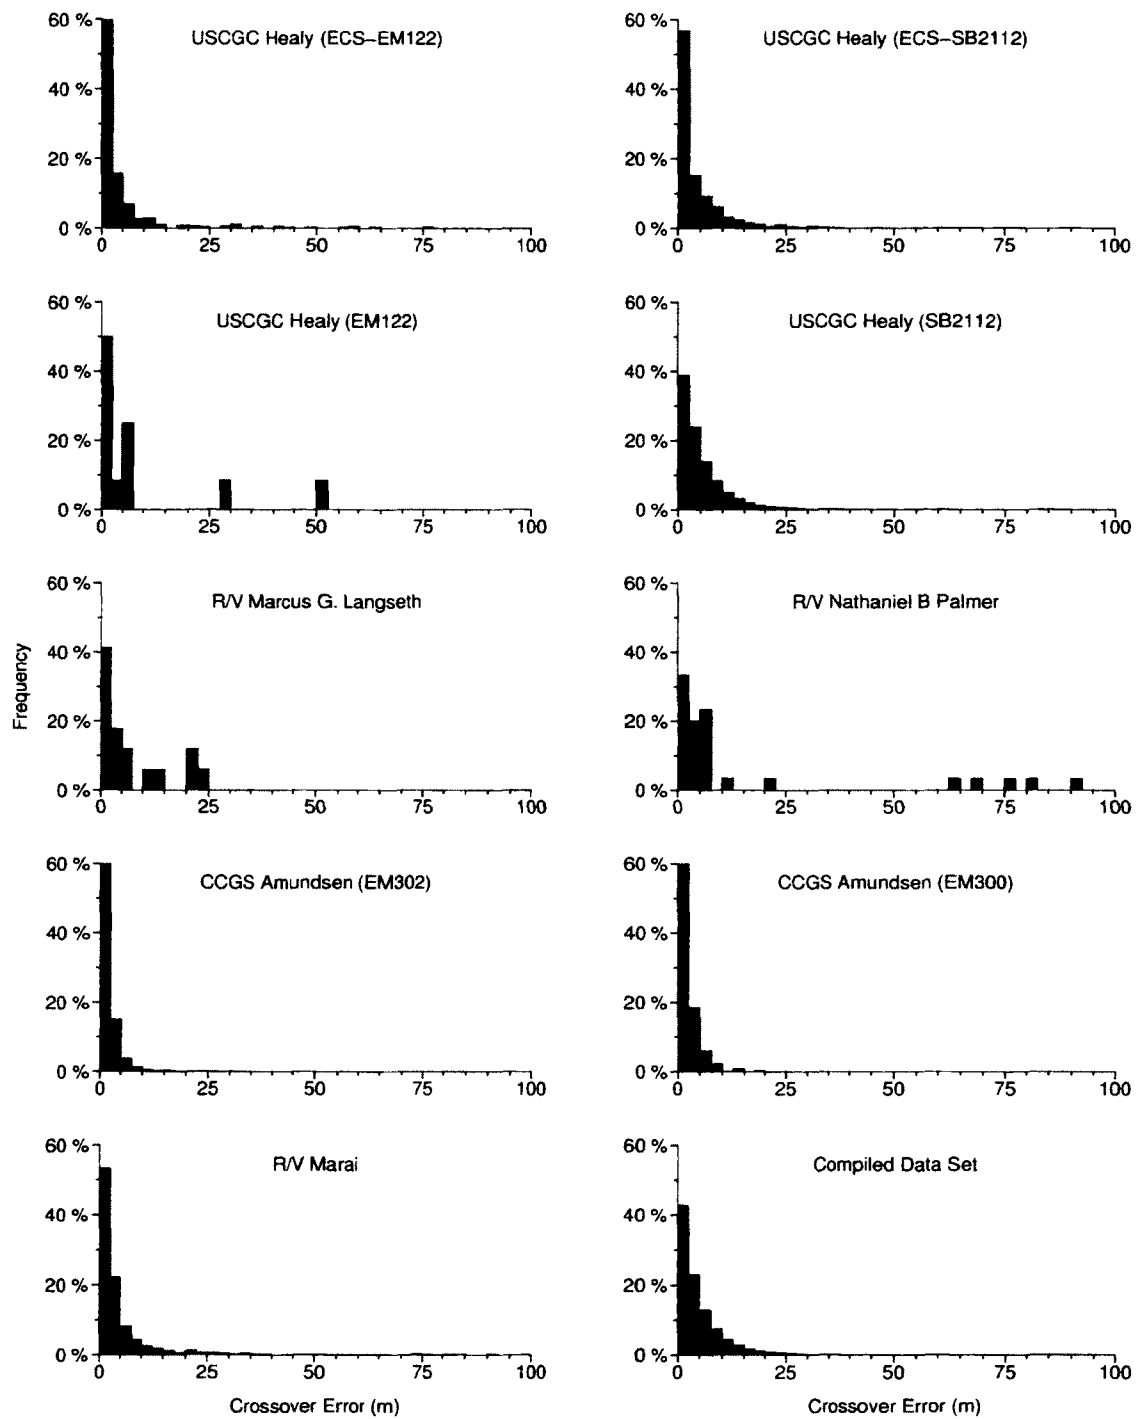 USCGC Healy (ECS–EM122)
60 %
40 %
20 %
0 %
0 25 50 75 100
USCGC Healy (ECS–SB2112)
60 %
40 %
20 %
0 %
0 25 50 75 100
USCGC Healy (EM122)
60 %
40 %
20 %
0 %
0 25 50 75 100
USCGC Healy (SB2112)
60 %
40 %
20 %
0 %
0 25 50 75 100
Frequency
R/V Marcus G. Langseth
60 %
40 %
20 %
0 %
0 25 50 75 100
R/V Nathaniel B Palmer
60 %
40 %
20 %
0 %
0 25 50 75 100
CCGS Amundsen (EM302)
60 %
40 %
20 %
0 %
0 25 50 75 100
CCGS Amundsen (EM300)
60 %
40 %
20 %
0 %
0 25 50 75 100
R/V Marai
60 %
40 %
20 %
0 %
0 25 50 75 100
Crossover Error (m)
Compiled Data Set
60 %
40 %
20 %
0 %
0 25 50 75 100
Crossover Error (m)